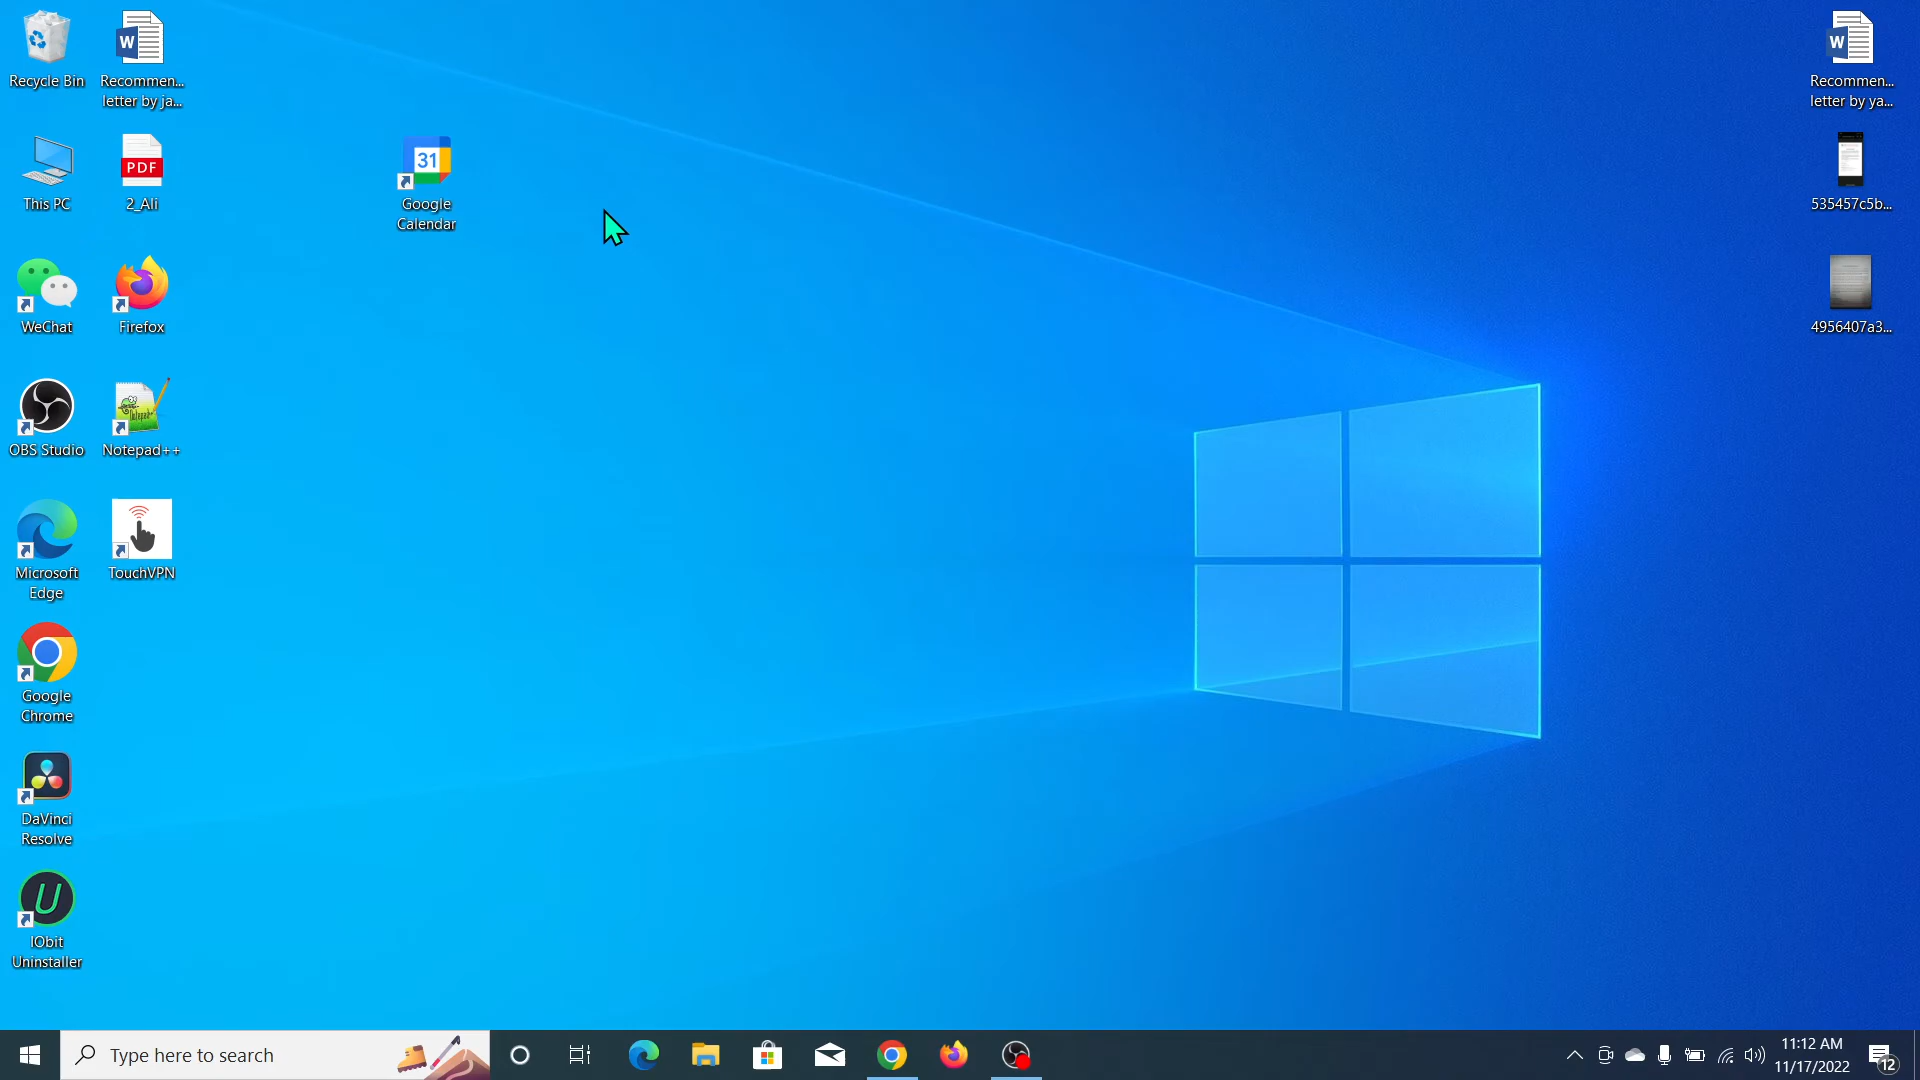 Recycle Bin
Recommen...
letter by ja...
W
This PC
PDF
2_Ali
31
Google
Calendar
WeChat
Firefox
OBS Studio
Notepad++
Microsoft
Edge
TouchVPN
Google
Chrome
DaVinci
Resolve
U
IObit
Uninstaller
W
Recommen...
letter by ya...
535457c5b...
4956407a3...
Type here to search
11:12 AM
11/17/2022
12